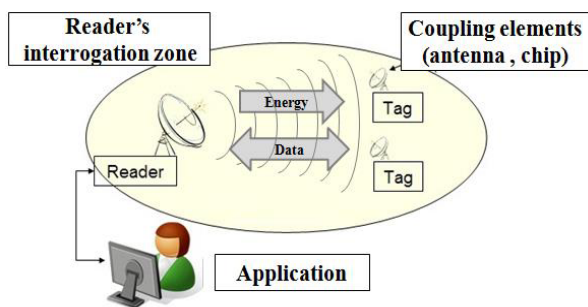 Reader's
interrogation zone
Coupling elements
(antenna , chip)
Energy
Tag
Data
Reader
Tag
Application